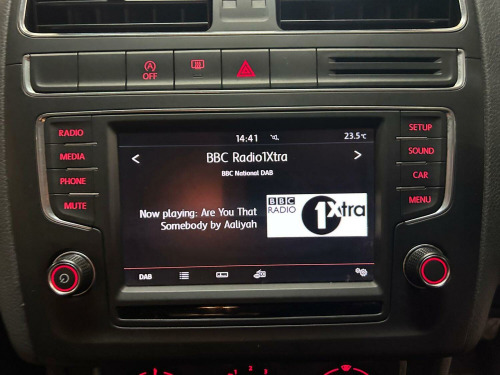 OFF
RADIO
MEDIA
PHONE
MUTE
SETUP
SOUND
CAR
MENU
14:41
23.5°C
< BBC Radio1Xtra >
BBC National DAB
Now playing: Are You That
Somebody by Aaliyah
BBC
RADIO
1Xtra
DAB